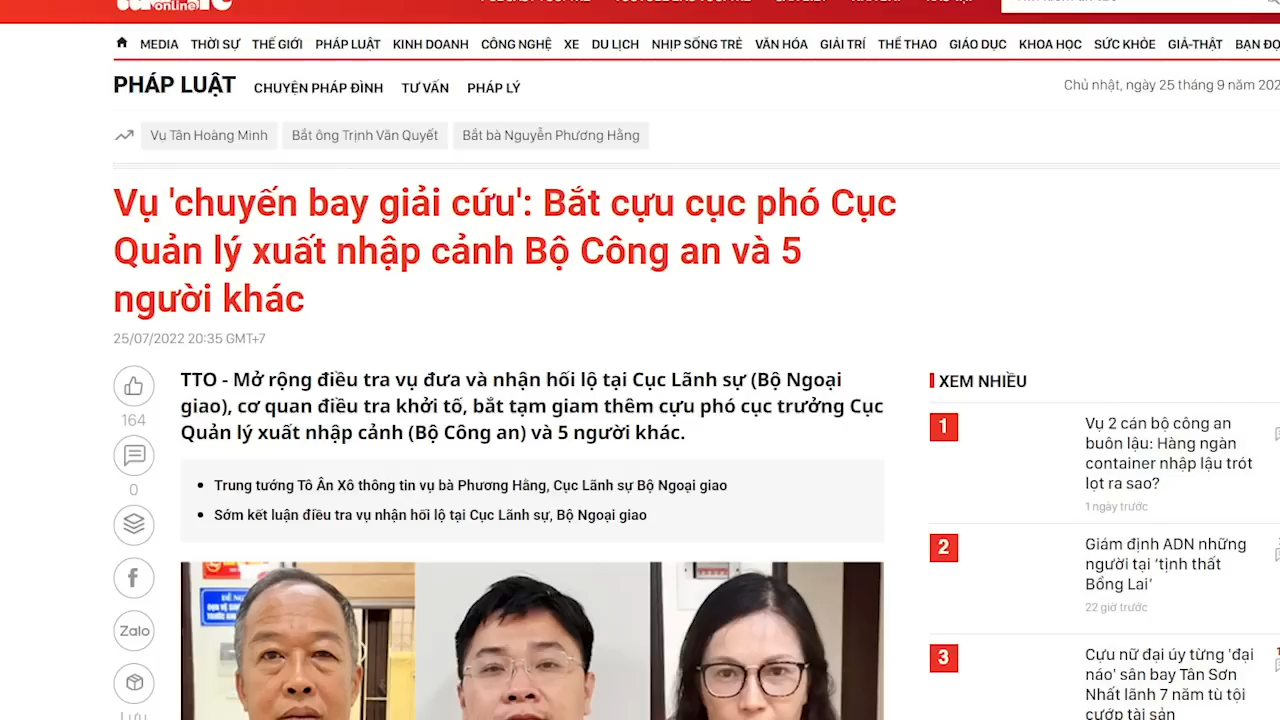 online
MEDIA THỜI SỰ THẾ GIỚI PHÁP LUẬT KINH DOANH CÔNG NGHỆ XE DU LỊCH NHỊP SỐNG TRẺ VĂN HÓA GIẢI TRÍ THỂ THAO GIÁO DỤC KHOA HỌC SỨC KHỎE GIẢ-THẬT BẠN
PHÁP LUẬT CHUYỆN PHÁP ĐÌNH TƯ VẤN PHÁP LÝ
Chủ nhật, ngày 25 tháng 9 năm
Vụ Tân Hoàng Minh Bắt ông Trịnh Văn Quyết Bắt bà Nguyễn Phương Hằng
Vụ 'chuyến bay giải cứu': Bắt cựu cục phó Cục
Quản lý xuất nhập cảnh Bộ Công an và 5
người khác
25/07/2022 20:35 GMT+7
TTO - Mở rộng điều tra vụ đưa và nhận hối lộ tại Cục Lãnh sự (Bộ Ngoại
giao), cơ quan điều tra khởi tố, bắt tạm giam thêm cựu phó cục trưởng Cục
Quản lý xuất nhập cảnh (Bộ Công an) và 5 người khác.
164
0
Zalo
Lưu
Trung tướng Tô Ân Xô thông tin vụ bà Phương Hằng, Cục Lãnh sự Bộ Ngoại giao
Sớm kết luận điều tra vụ nhận hối lộ tại Cục Lãnh sự, Bộ Ngoại giao
XEM NHIỀU
1
Vụ 2 cán bộ công an
buôn lậu: Hàng ngàn
container nhập lậu trót
lọt ra sao?
1 ngày trước
2
Giám định ADN những
người tại 'tịnh thất
Bồng Lai'
22 giờ trước
3
Cựu nữ đại úy từng 'đại
náo' sân bay Tân Sơn
Nhất lãnh 7 năm tù tội
cướp tài sản